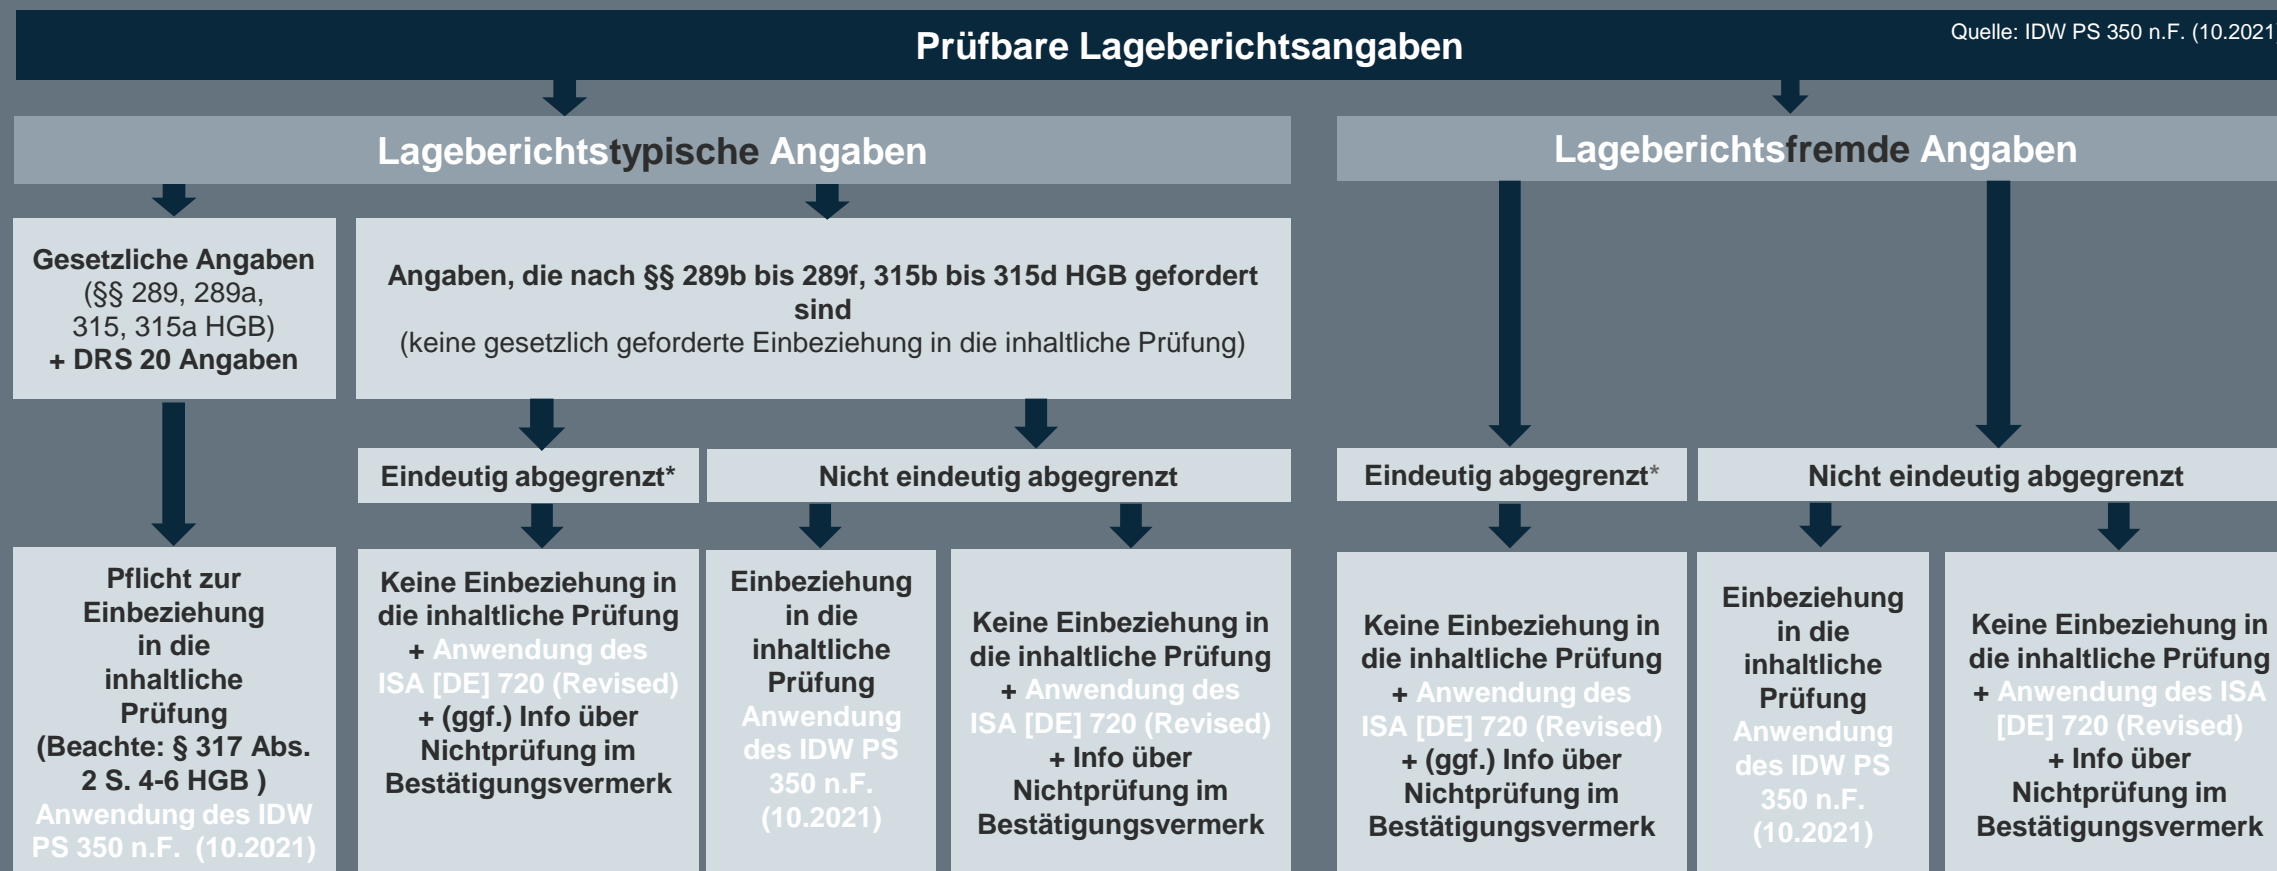 Prüfbare Lageberichtsangaben
Quelle: IDW PS 350 n.F. (10.2021)
Lageberichtstypische Angaben
Lageberichtsfremde Angaben
Gesetzliche Angaben
(§§ 289, 289a,
315, 315a HGB)
+ DRS 20 Angaben
Angaben, die nach §§ 289b bis 289f, 315b bis 315d HGB gefordert
sind
(keine gesetzlich geforderte Einbeziehung in die inhaltliche Prüfung)
Eindeutig abgegrenzt*
Nicht eindeutig abgegrenzt
Eindeutig abgegrenzt*
Nicht eindeutig abgegrenzt
Pflicht zur
Einbeziehung
in die
inhaltliche
Prüfung
(Beachte: § 317 Abs.
2 S. 4-6 HGB )
Anwendung des IDW
PS 350 n.F. (10.2021)
Keine Einbeziehung in
die inhaltliche Prüfung
+ Anwendung des
ISA [DE] 720 (Revised)
+ (ggf.) Info über
Nichtprüfung im
Bestätigungsvermerk
Einbeziehung
in die
inhaltliche
Prüfung
Anwendung
des IDW PS
350 n.F.
(10.2021)
Keine Einbeziehung in
die inhaltliche Prüfung
+ Anwendung des
ISA [DE] 720 (Revised)
+ Info über
Nichtprüfung im
Bestätigungsvermerk
Keine Einbeziehung in
die inhaltliche Prüfung
+ Anwendung des
ISA [DE] 720 (Revised)
+ (ggf.) Info über
Nichtprüfung im
Bestätigungsvermerk
Einbeziehung
in die
inhaltliche
Prüfung
Anwendung
des IDW PS
350 n.F.
(10.2021)
Keine Einbeziehung in
die inhaltliche Prüfung
+ Anwendung des ISA
[DE] 720 (Revised)
+ Info über
Nichtprüfung im
Bestätigungsvermerk